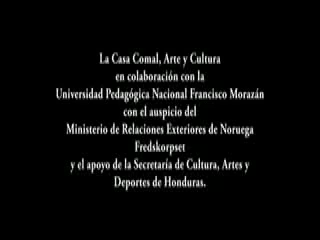 La Casa Comal, Arte y Cultura
en colaboración con la
Universidad Pedagógica Nacional Francisco Morazán
con el auspicio del
Ministerio de Relaciones Exteriores de Noruega
Fredskorpset
y el apoyo de la Secretaría de Cultura, Artes y
Deportes de Honduras.